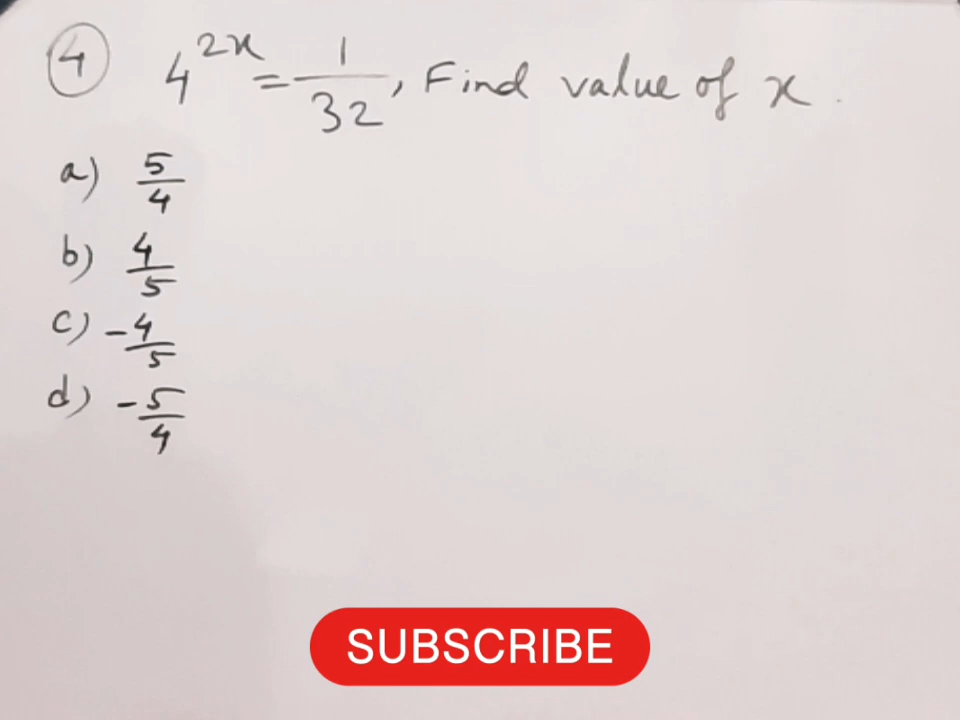 ④ 4^{2x} = 1/32, Find value of x.
a) 5/4
b) 4/5
c) -4/5
d) -5/4
SUBSCRIBE